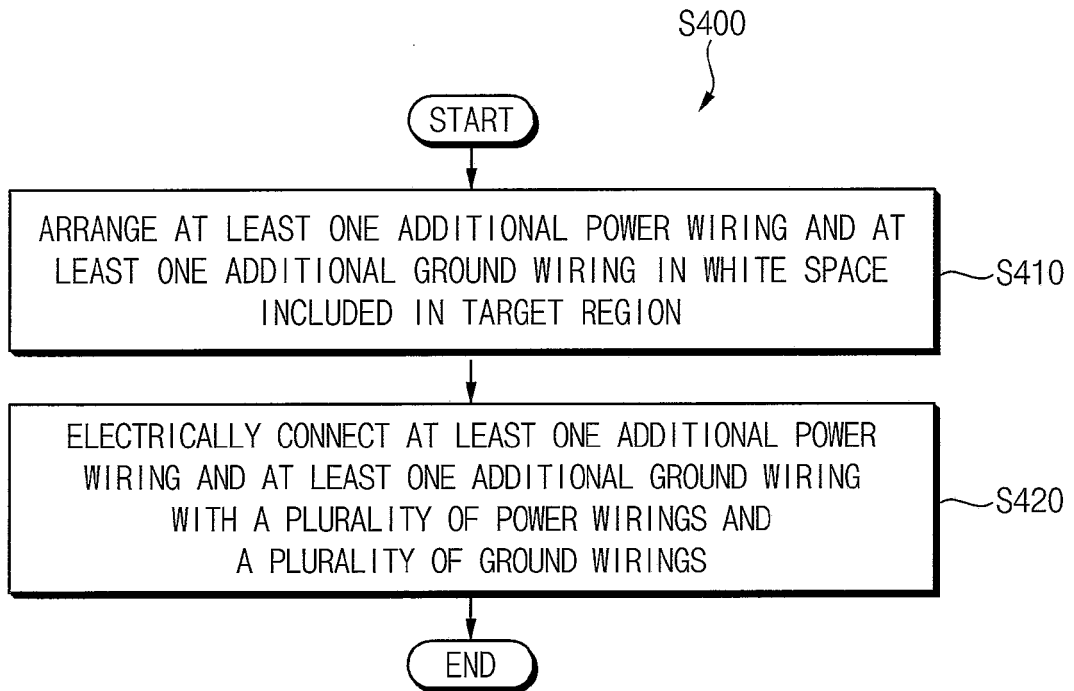 S400
START
ARRANGE AT LEAST ONE ADDITIONAL POWER WIRING AND AT
LEAST ONE ADDITIONAL GROUND WIRING IN WHITE SPACE
INCLUDED IN TARGET REGION
S410
ELECTRICALLY CONNECT AT LEAST ONE ADDITIONAL POWER
WIRING AND AT LEAST ONE ADDITIONAL GROUND WIRING
WITH A PLURALITY OF POWER WIRINGS AND
A PLURALITY OF GROUND WIRINGS
S420
END